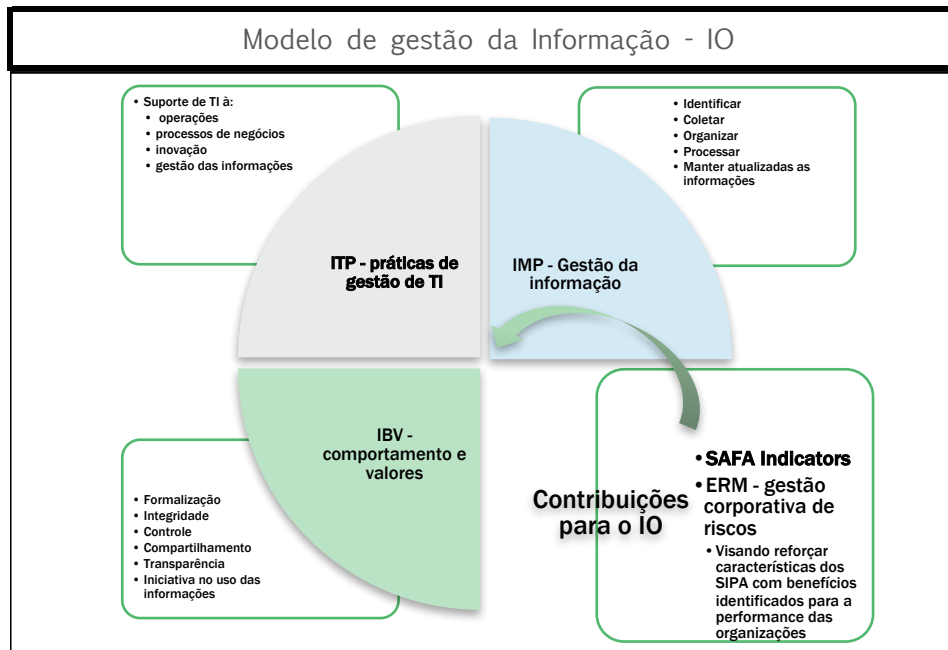 Modelo de gestão da Informação - IO
• Suporte de TI à:
• operações
• processos de negócios
• inovação
• gestão das informações
• Identificar
• Coletar
• Organizar
• Processar
• Manter atualizadas as
informações
ITP - práticas de
gestão de TI
IMP - Gestão da
informação
IBV -
comportamento e
valores
• Formalização
• Integridade
• Controle
• Compartilhamento
• Transparência
• Iniciativa no uso das
informações
Contribuições
para o IO
• SAFA Indicators
• ERM - gestão
corporativa de
riscos
• Visando reforçar
características dos
SIPA com benefícios
identificados para a
performance das
organizações